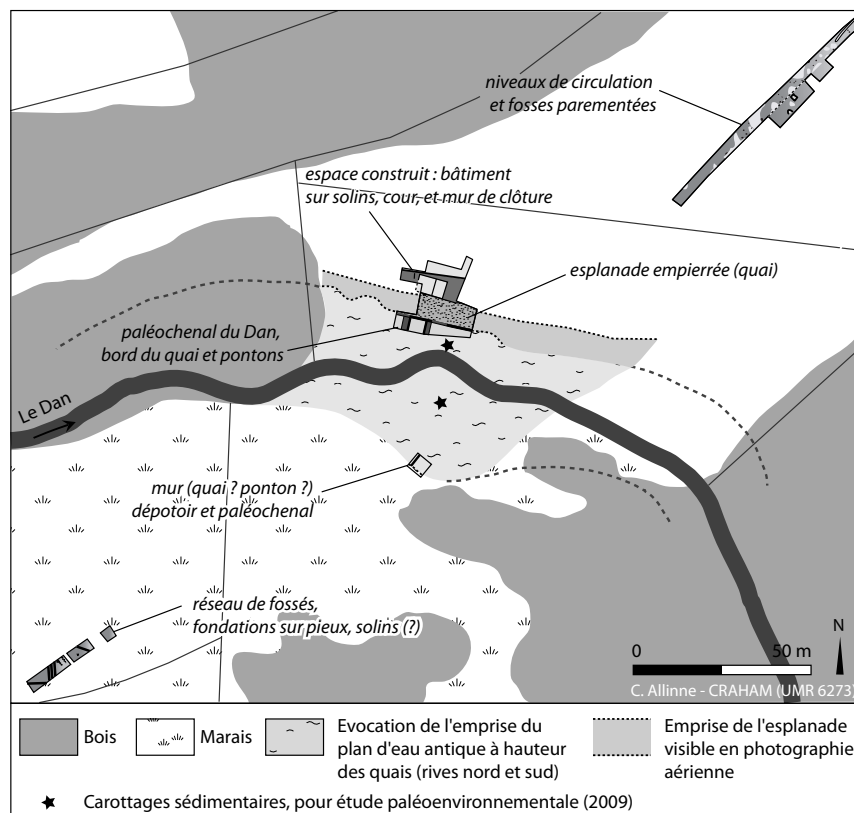 niveaux de circulation
et fosses parementées
espace construit : bâtiment
sur solins, cour, et mur de clôture
esplanade empierrée (quai)
paléochenal du Dan,
bord du quai et pontons
Le Dan
mur (quai ? ponton ?)
dépotoir et paléochenal
réseau de fossés,
fondations sur pieux, solins (?)
N
0 50 m
C. Allinne - CRAHAM (UMR 6273)
Bois
Marais
Evocation de l'emprise du
plan d'eau antique à hauteur
des quais (rives nord et sud)
Emprise de l'esplanade
visible en photographie
aérienne
Carottages sédimentaires, pour étude paléoenvironnementale (2009)